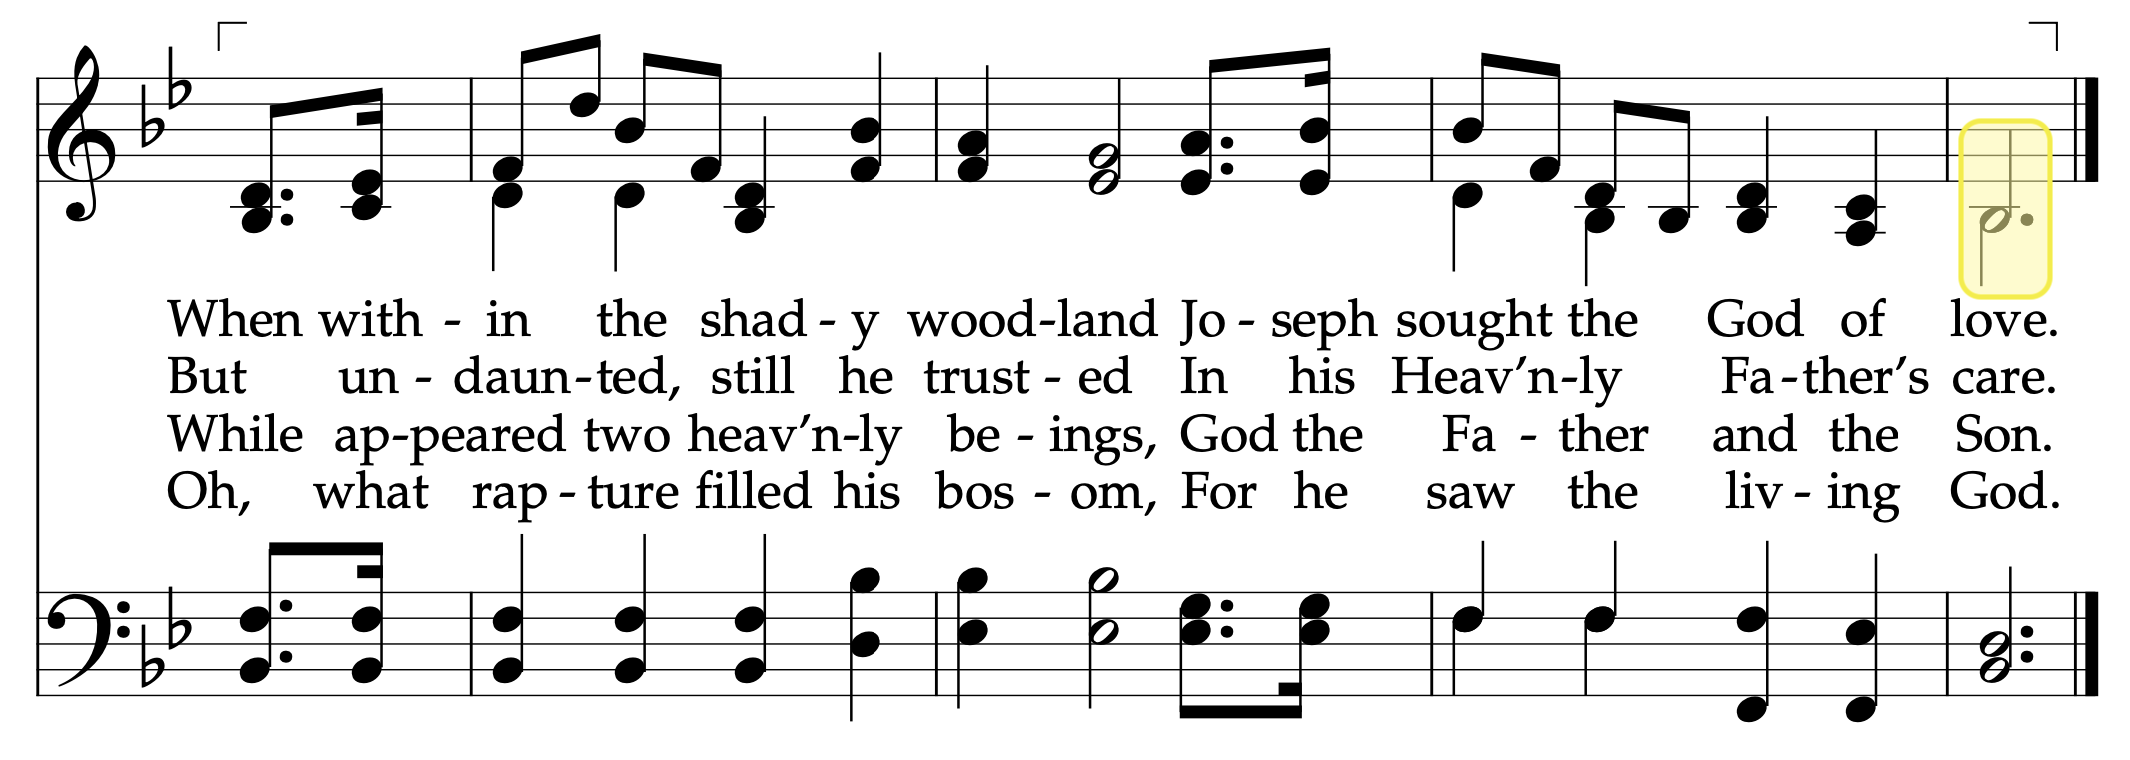 When with - in the shad - y wood-land Jo - seph sought the God of love.
But un - daun-ted, still he trust - ed In his Heav’n-ly Fa-ther’s care.
While ap-peared two heav’n-ly be - ings, God the Fa - ther and the Son.
Oh, what rap - ture filled his bos - om, For he saw the liv - ing God.